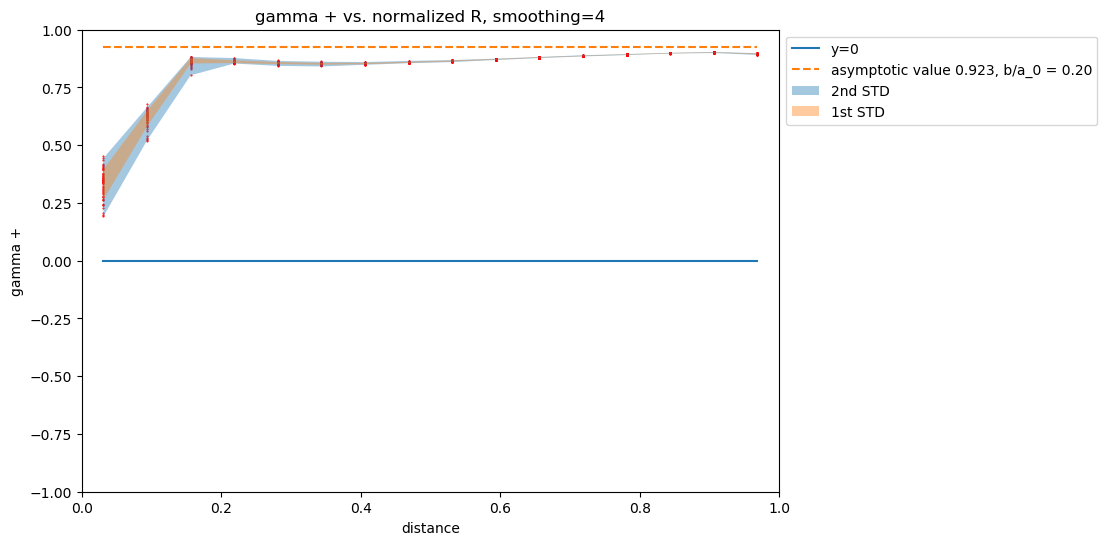 gamma + vs. normalized R, smoothing=4
1.00
0.75
0.50
0.25
0.00
−0.25
−0.50
−0.75
−1.00
gamma +
0.0
0.2
0.4
0.6
0.8
1.0
distance
y=0
asymptotic value 0.923, b/a_0 = 0.20
2nd STD
1st STD